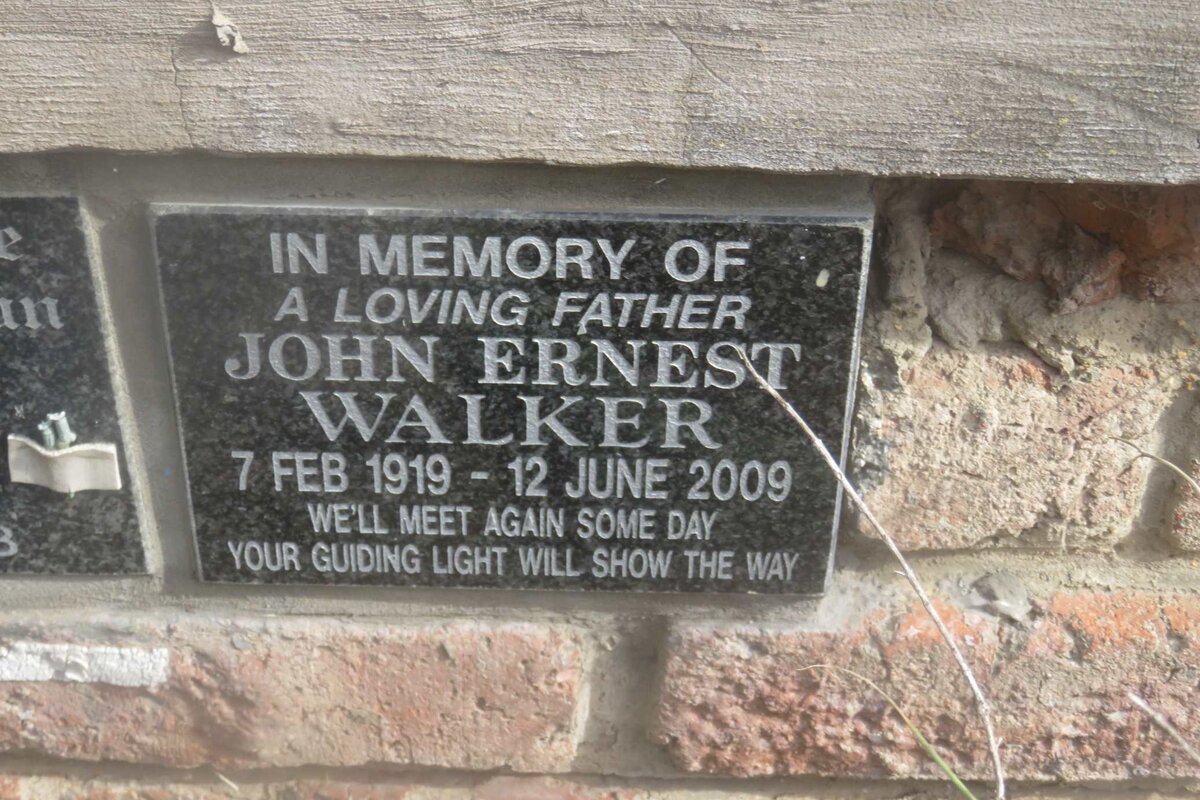 IN MEMORY OF
A LOVING FATHER
JOHN ERNEST
WALKER
7 FEB 1919 - 12 JUNE 2009
WE'LL MEET AGAIN SOME DAY
YOUR GUIDING LIGHT WILL SHOW THE WAY